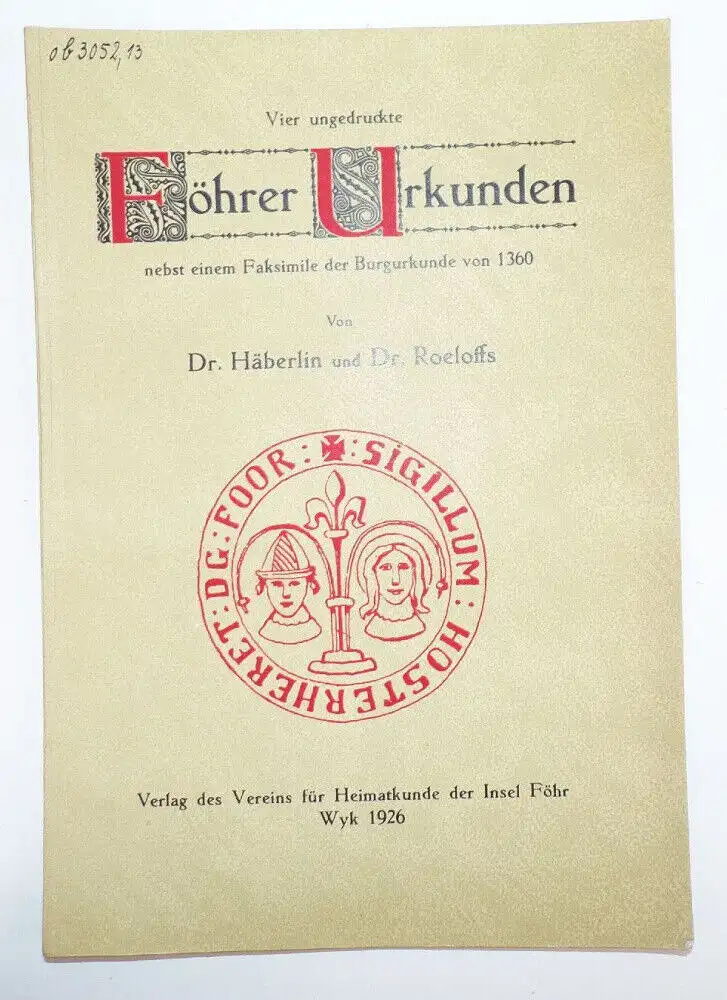 ob 3052,13
Vier ungedruckte
Föhrer Urkunden
nebst einem Faksimile der Burgurkunde von 1360
Von
Dr. Häberlin und Dr. Roeloffs
✠ : SIGILLUM : HOSTERHERET : DG : FOOR :
Verlag des Vereins für Heimatkunde der Insel Föhr
Wyk 1926